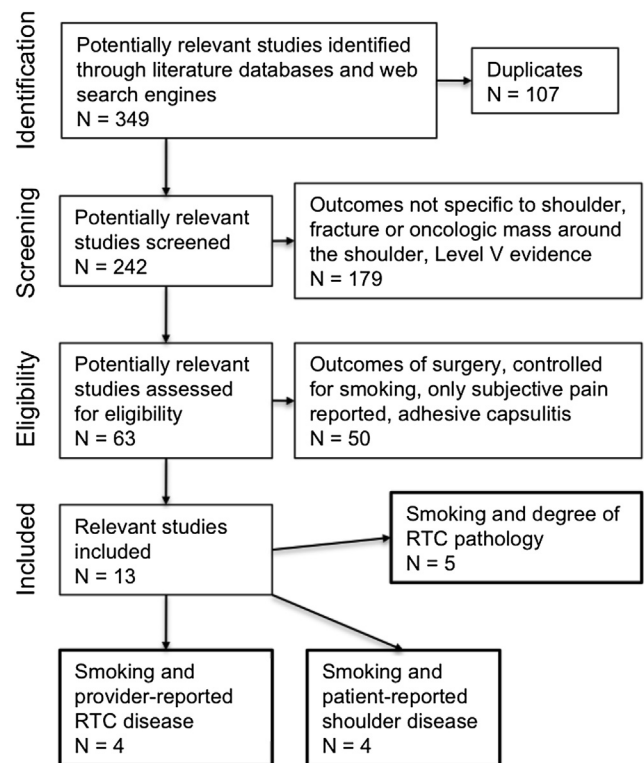 Identification
Potentially relevant studies identified
through literature databases and web
search engines
N = 349
Duplicates
N = 107
Screening
Potentially relevant
studies screened
N = 242
Outcomes not specific to shoulder,
fracture or oncologic mass around
the shoulder, Level V evidence
N = 179
Eligibility
Potentially relevant
studies assessed
for eligibility
N = 63
Outcomes of surgery, controlled
for smoking, only subjective pain
reported, adhesive capsulitis
N = 50
Included
Relevant studies
included
N = 13
Smoking and degree of
RTC pathology
N = 5
Smoking and
provider-reported
RTC disease
N = 4
Smoking and
patient-reported
shoulder disease
N = 4